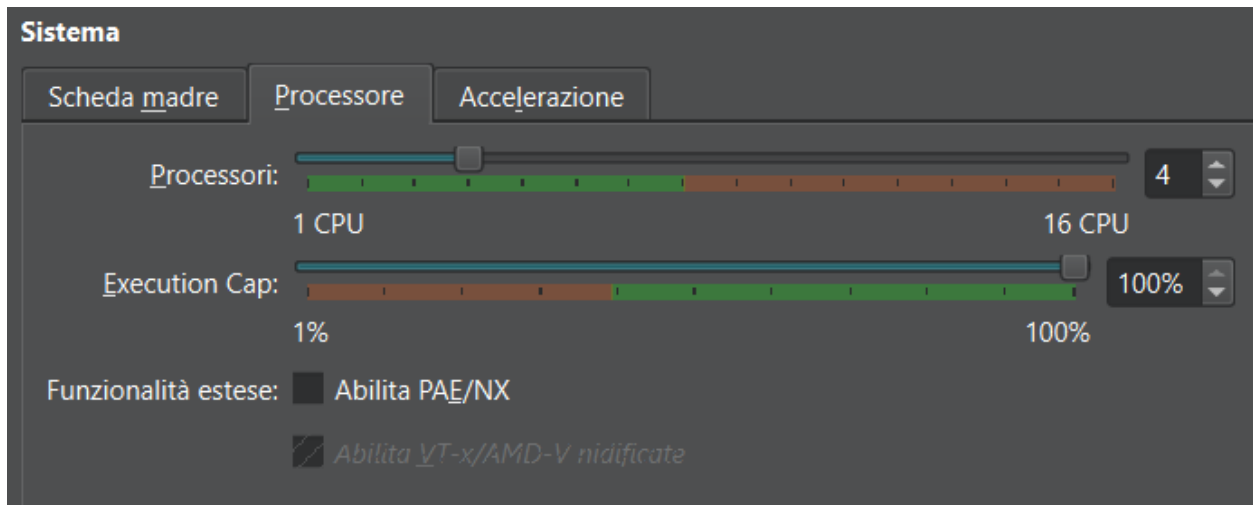 Sistema
Scheda madre Processore Accelerazione
Processori: 4
1 CPU 16 CPU
Execution Cap: 100%
1% 100%
Funzionalità estese: Abilita PAE/NX
Abilita VT-x/AMD-V nidificate